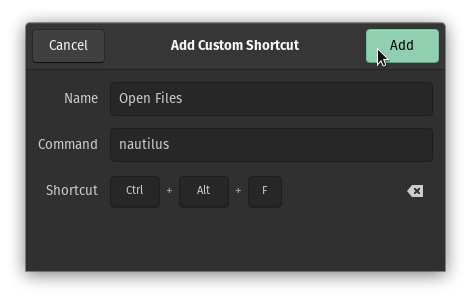 Cancel Add Custom Shortcut Add
Name Open Files
Command nautilus
Shortcut Ctrl + Alt + F